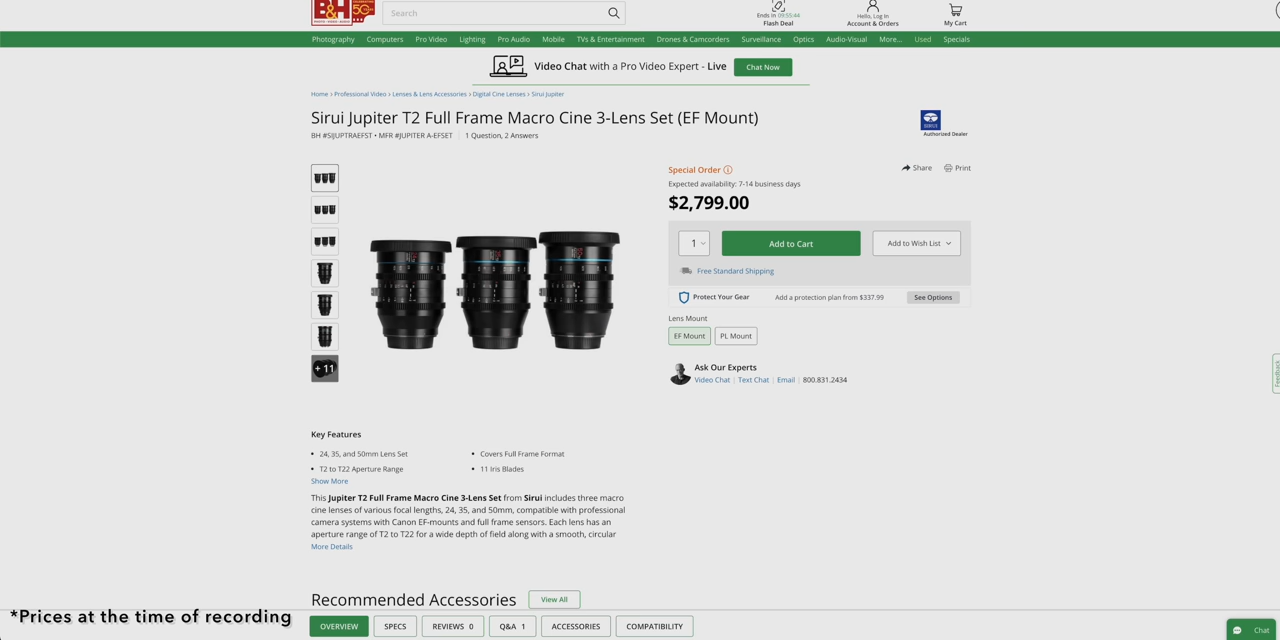 B&H
Search
Ends in 09:55:44
Flash Deal
Hello, Log In
Account & Orders
My Cart
Photography Computers Pro Video Lighting Pro Audio Mobile TVs & Entertainment Drones & Camcorders Surveillance Optics Audio-Visual More... Used Specials
Video Chat with a Pro Video Expert - Live Chat Now
Home › Professional Video › Lenses & Lens Accessories › Digital Cine Lenses › Sirui Jupiter
Sirui Jupiter T2 Full Frame Macro Cine 3-Lens Set (EF Mount)
BH #SIJUPTRAEFST • MFR #JUPITER A-EFSET | 1 Question, 2 Answers
Authorized Dealer
Special Order
Share Print
Expected availability: 7-14 business days
$2,799.00
1 Add to Cart Add to Wish List
Free Standard Shipping
Protect Your Gear Add a protection plan from $337.99 See Options
Lens Mount
EF Mount PL Mount
+ 11
Ask Our Experts
Video Chat | Text Chat | Email | 800.831.2434
Feedback
Key Features
• 24, 35, and 50mm Lens Set
• Covers Full Frame Format
• T2 to T22 Aperture Range
• 11 Iris Blades
Show More
This Jupiter T2 Full Frame Macro Cine 3-Lens Set from Sirui includes three macro
cine lenses of various focal lengths, 24, 35, and 50mm, compatible with professional
camera systems with Canon EF-mounts and full frame sensors. Each lens has an
aperture range of T2 to T22 for a wide depth of field along with a smooth, circular
More Details
Recommended Accessories View All
*Prices at the time of recording
OVERVIEW SPECS REVIEWS 0 Q&A 1 ACCESSORIES COMPATIBILITY
Chat